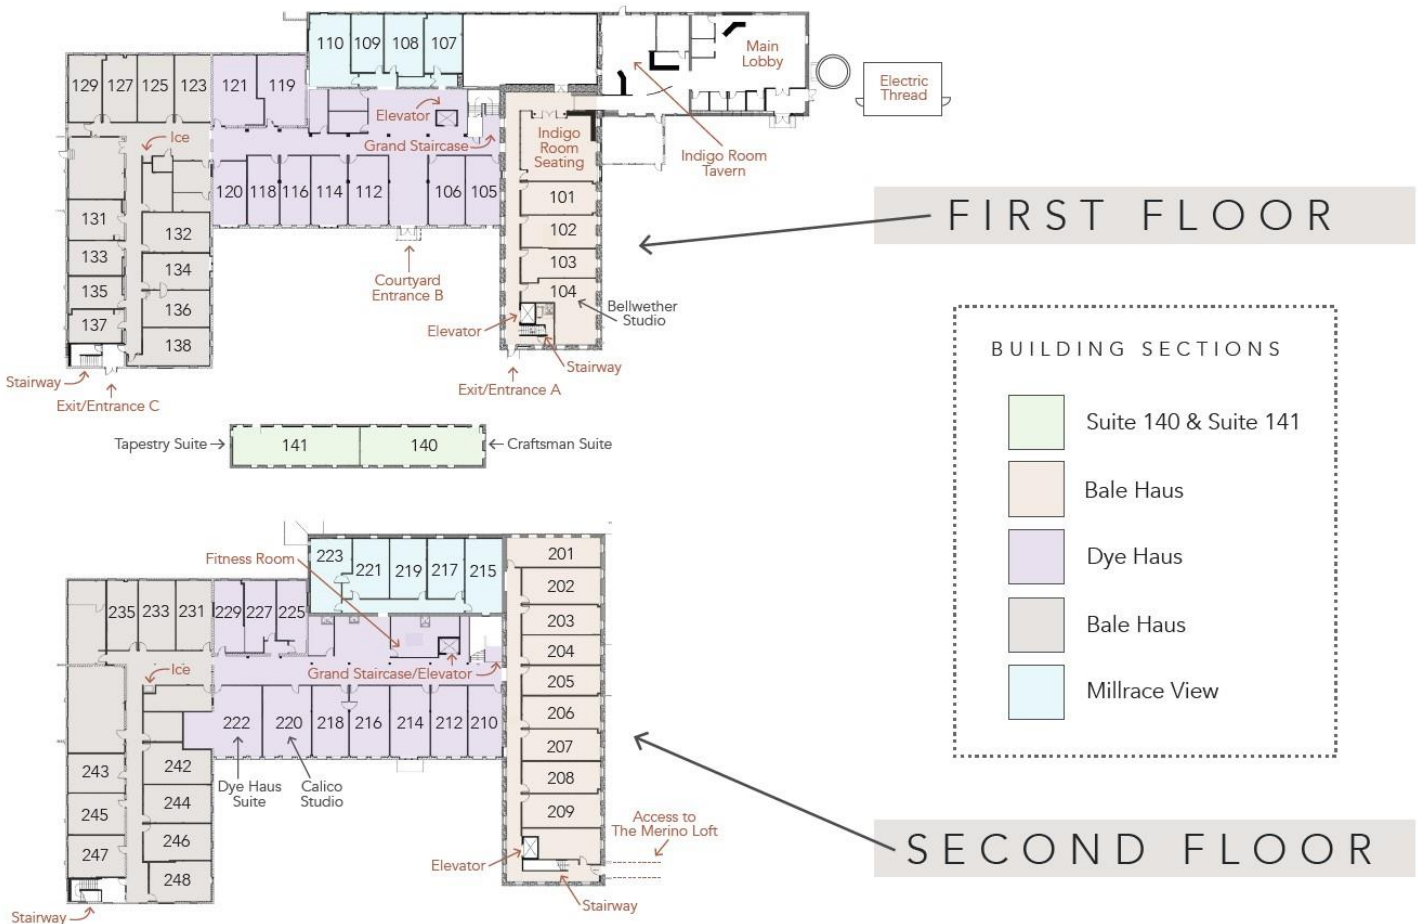 110 109 108 107
Main
Lobby
Electric
Thread
129 127 125 123 121 119
Elevator
Ice
Grand Staircase
Indigo
Room
Seating
Indigo Room
Tavern
120 118 116 114 112 106 105
101
102
103
104
131
133
135
137
132
134
136
138
Courtyard
Entrance B
Bellwether
Studio
Elevator
Stairway
Stairway
Exit/Entrance C
Exit/Entrance A
FIRST FLOOR
Tapestry Suite
141
140
Craftsman Suite
BUILDING SECTIONS
Suite 140 & Suite 141
Bale Haus
Dye Haus
Bale Haus
Millrace View
Fitness Room
223 221 219 217 215
235 233 231 229 227 225
Ice
Grand Staircase/Elevator
222 220 218 216 214 212 210
201
202
203
204
205
206
207
208
209
243
245
247
242
244
246
248
Dye Haus
Suite
Calico
Studio
Access to
The Merino Loft
Elevator
Stairway
Stairway
SECOND FLOOR